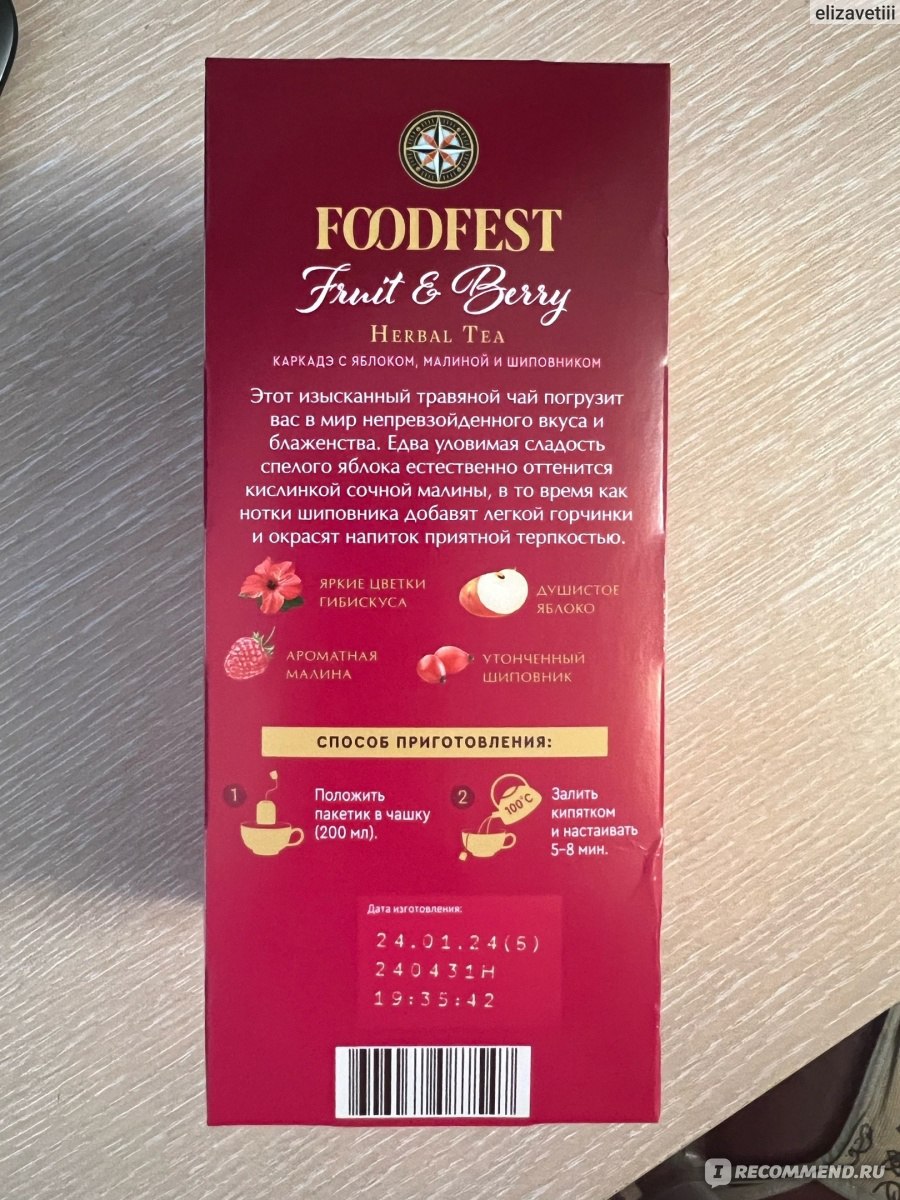 elizavetiii
FOODFEST
Fruit & Berry
HERBAL TEA
КАРКАДЭ С ЯБЛОКОМ, МАЛИНОЙ И ШИПОВНИКОМ
Этот изысканный травяной чай погрузит
вас в мир непревзойденного вкуса и
блаженства. Едва уловимая сладость
спелого яблока естественно оттенится
кислинкой сочной малины, в то время как
нотки шиповника добавят легкой горчинки
и окрасят напиток приятной терпкостью.
ЯРКИЕ ЦВЕТКИ
ГИБИСКУСА
ДУШИСТОЕ
ЯБЛОКО
АРОМАТНАЯ
МАЛИНА
УТОНЧЕННЫЙ
ШИПОВНИК
СПОСОБ ПРИГОТОВЛЕНИЯ:
1
Положить
пакетик в чашку
(200 мл).
2
100°C
Залить
кипятком
и настаивать
5–8 мин.
Дата изготовления:
24.01.24(5)
240431Н
19:35:42
I RECOMMEND.RU